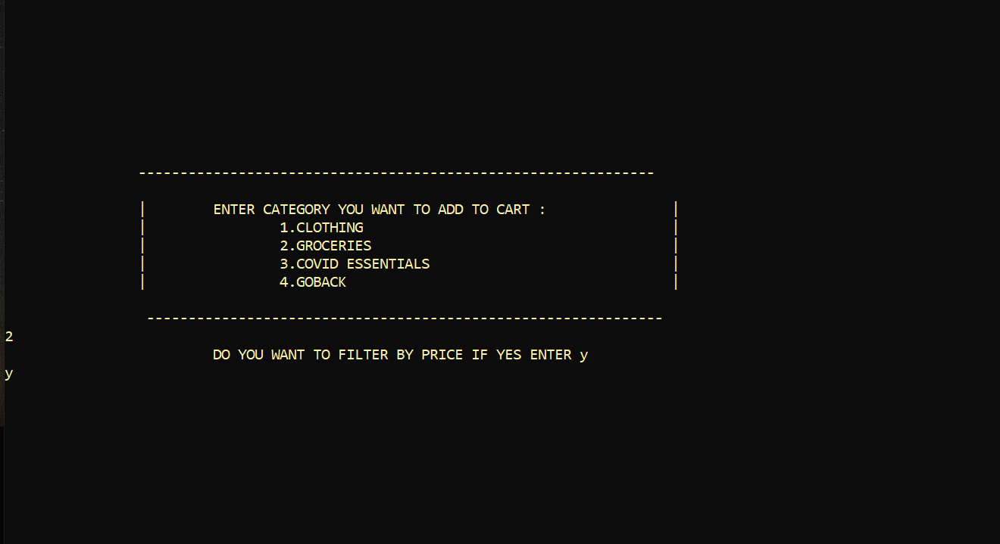 --------------------------------------------------------------
| ENTER CATEGORY YOU WANT TO ADD TO CART : |
| 1.CLOTHING |
| 2.GROCERIES |
| 3.COVID ESSENTIALS |
| 4.GOBACK |
--------------------------------------------------------------
2
DO YOU WANT TO FILTER BY PRICE IF YES ENTER y
y